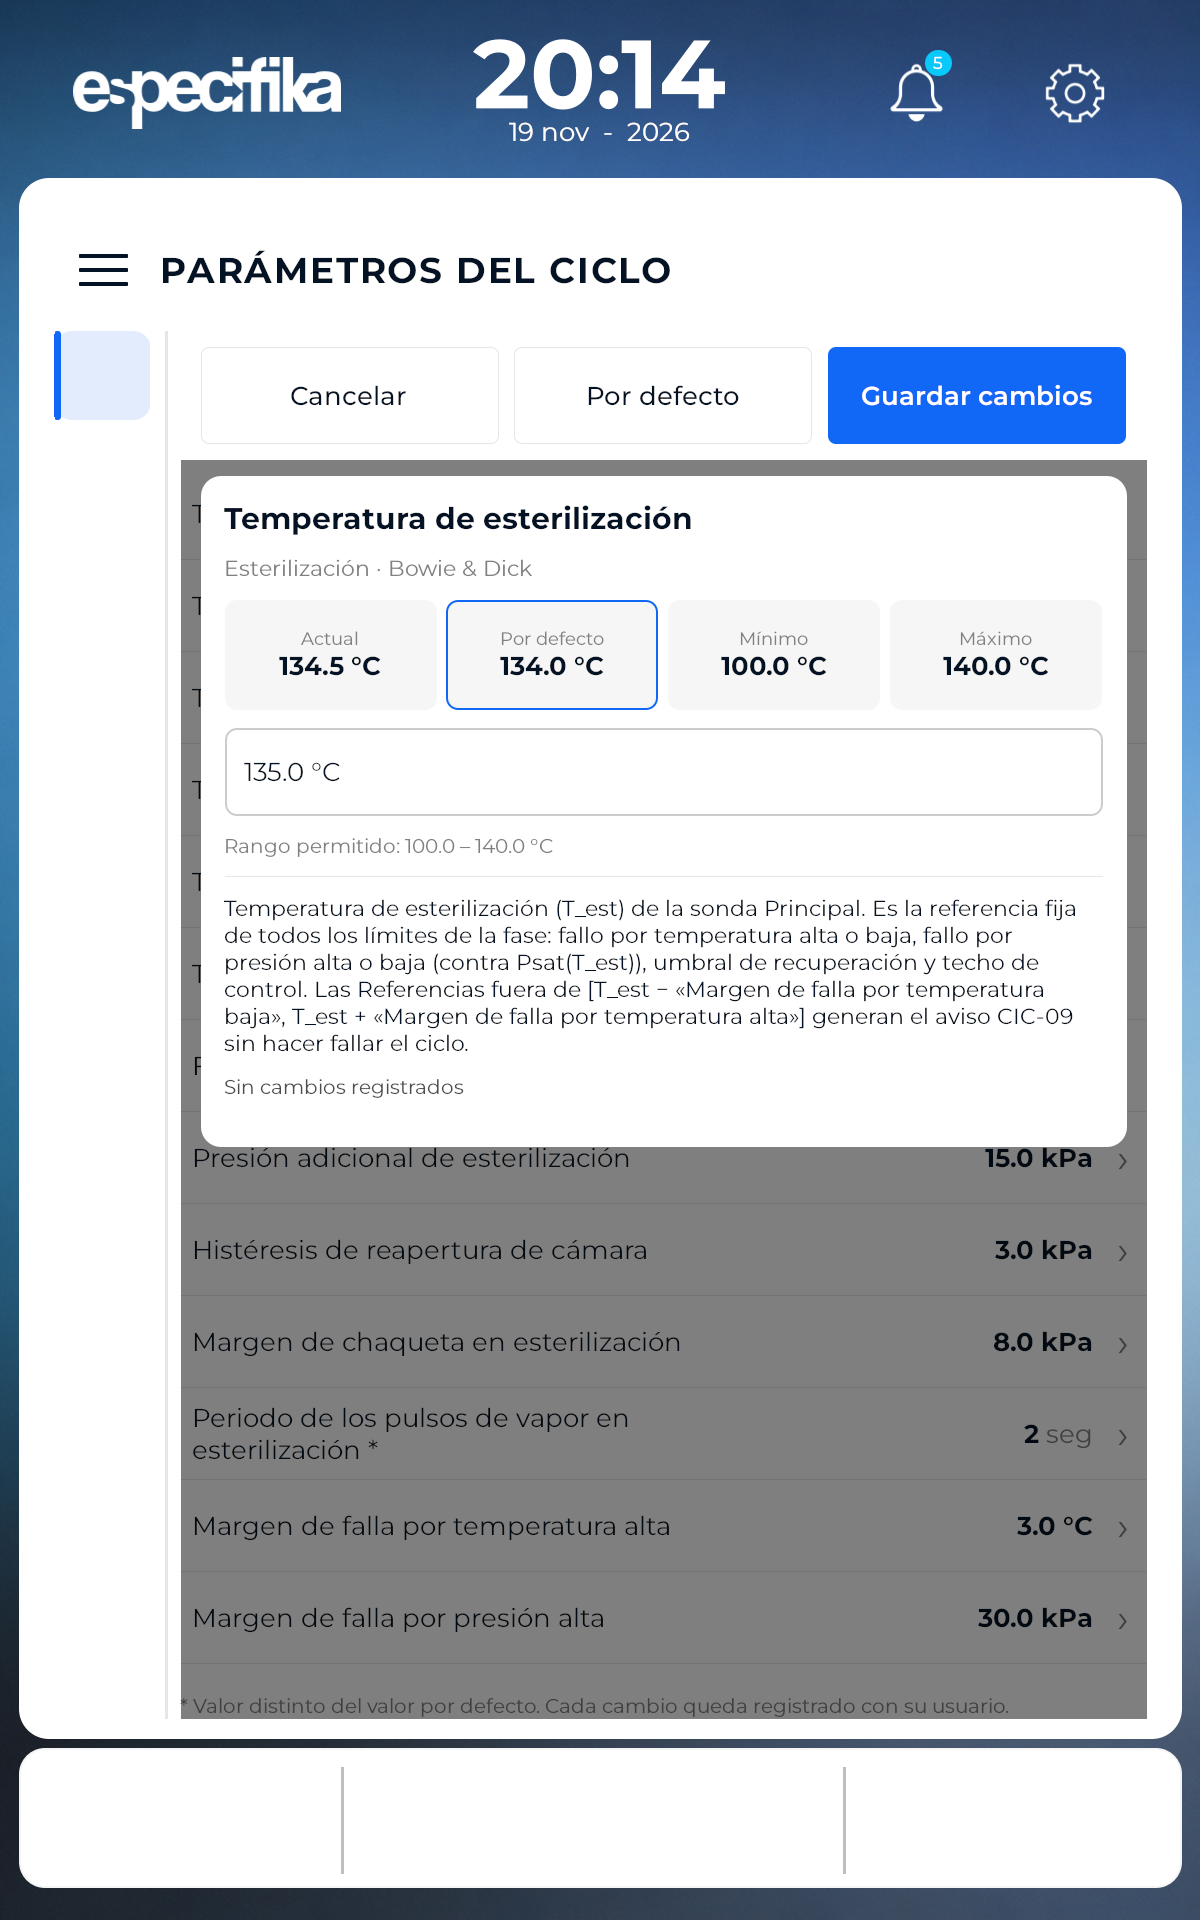 especifika
20:14
5
19 nov - 2026
PARÁMETROS DEL CICLO
Cancelar
Por defecto
Guardar cambios
Temperatura de esterilización
Esterilización · Bowie & Dick
Actual
134.5 °C
Por defecto
134.0 °C
Mínimo
100.0 °C
Máximo
140.0 °C
135.0 °C
Rango permitido: 100.0 – 140.0 °C
Temperatura de esterilización (T_est) de la sonda Principal. Es la referencia fija
de todos los límites de la fase: fallo por temperatura alta o baja, fallo por
presión alta o baja (contra Psat(T_est)), umbral de recuperación y techo de
control. Las Referencias fuera de [T_est − «Margen de falla por temperatura
baja», T_est + «Margen de falla por temperatura alta»] generan el aviso CIC-09
sin hacer fallar el ciclo.
Sin cambios registrados
Presión adicional de esterilización 15.0 kPa ›
Histéresis de reapertura de cámara 3.0 kPa ›
Margen de chaqueta en esterilización 8.0 kPa ›
Periodo de los pulsos de vapor en
esterilización * 2 seg ›
Margen de falla por temperatura alta 3.0 °C ›
Margen de falla por presión alta 30.0 kPa ›
* Valor distinto del valor por defecto. Cada cambio queda registrado con su usuario.